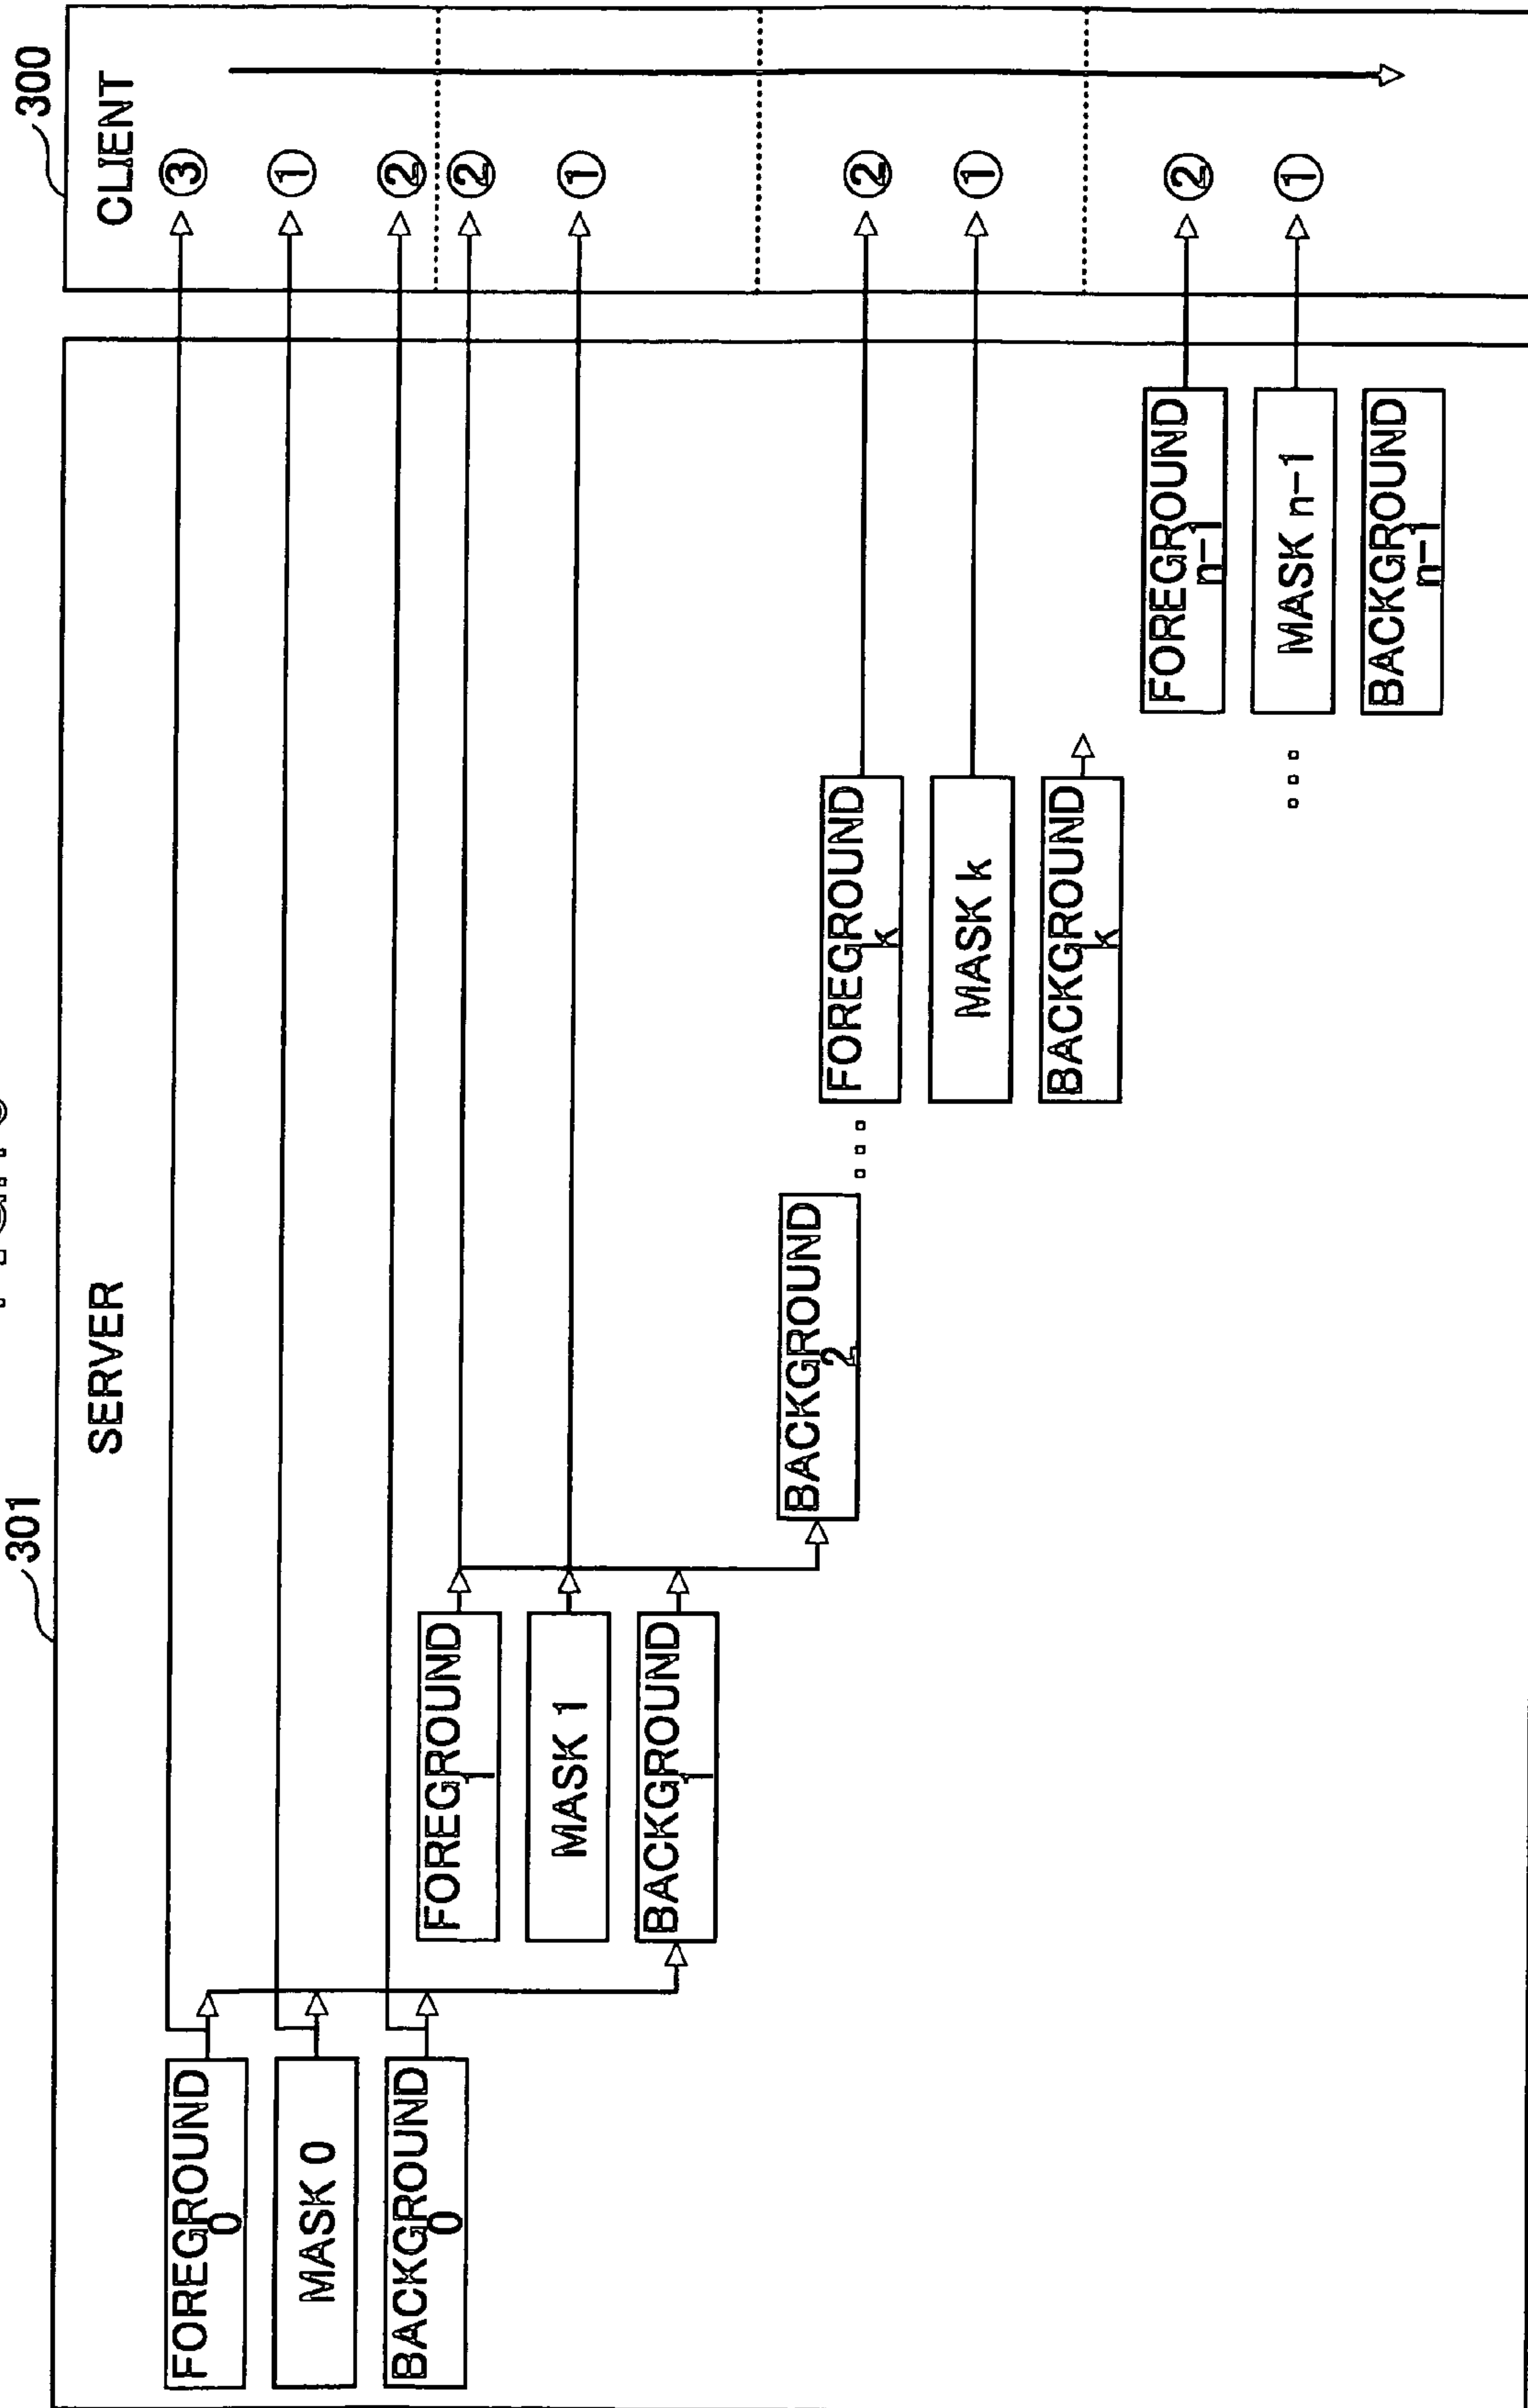 301
SERVER
300
CLIENT
FOREGROUND
0
MASK 0
BACKGROUND
0
FOREGROUND
1
MASK 1
BACKGROUND
1
BACKGROUND
2
...
FOREGROUND
k
MASK k
BACKGROUND
k
...
FOREGROUND
n-1
MASK n-1
BACKGROUND
n-1
③
①
②
②
①
②
①
②
①